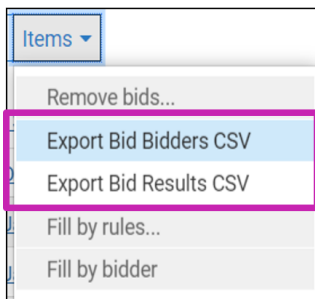 Items
Remove bids...
Export Bid Bidders CSV
Export Bid Results CSV
Fill by rules...
Fill by bidder